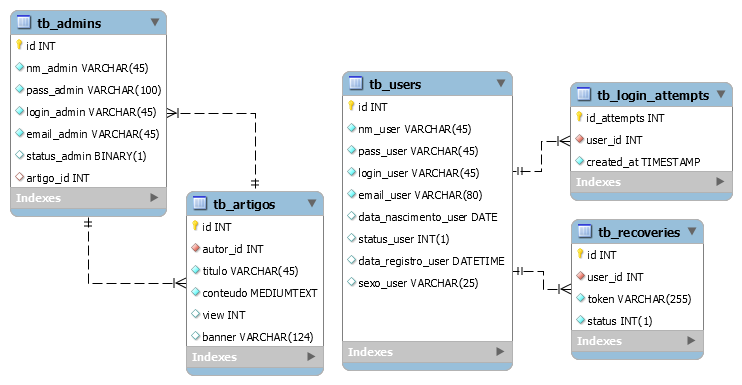 tb_admins
id INT
nm_admin VARCHAR(45)
pass_admin VARCHAR(100)
login_admin VARCHAR(45)
email_admin VARCHAR(45)
status_admin BINARY(1)
artigo_id INT
Indexes
tb_artigos
id INT
autor_id INT
titulo VARCHAR(45)
conteudo MEDIUMTEXT
view INT
banner VARCHAR(124)
Indexes
tb_users
id INT
nm_user VARCHAR(45)
pass_user VARCHAR(45)
login_user VARCHAR(45)
email_user VARCHAR(80)
data_nascimento_user DATE
status_user INT(1)
data_registro_user DATETIME
sexo_user VARCHAR(25)
Indexes
tb_login_attempts
id_attempts INT
user_id INT
created_at TIMESTAMP
Indexes
tb_recoveries
id INT
user_id INT
token VARCHAR(255)
status INT(1)
Indexes